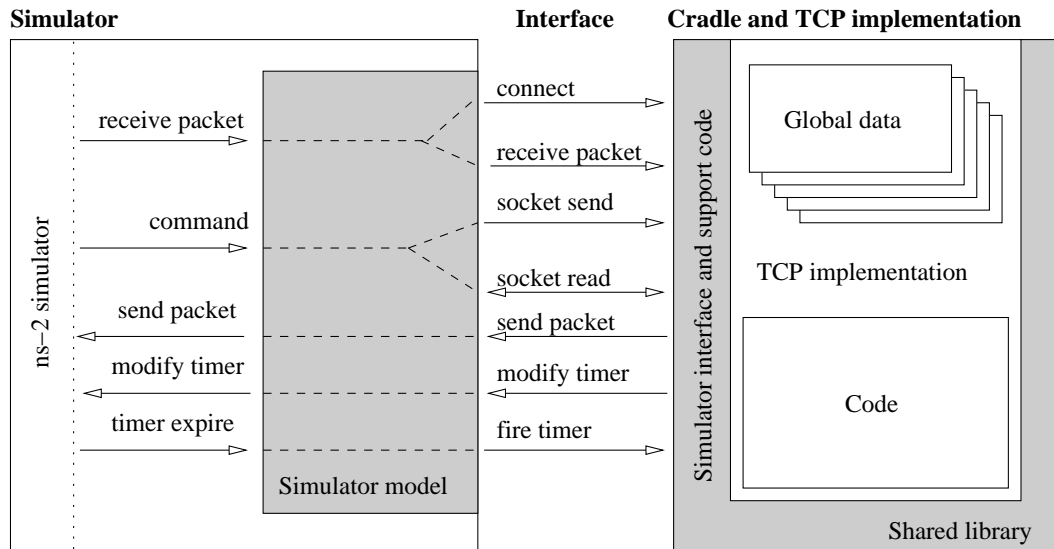 Simulator
Interface
Cradle and TCP implementation
ns−2 simulator
receive packet
command
send packet
modify timer
timer expire
Simulator model
connect
receive packet
socket send
socket read
send packet
modify timer
fire timer
Simulator interface and support code
Global data
TCP implementation
Code
Shared library